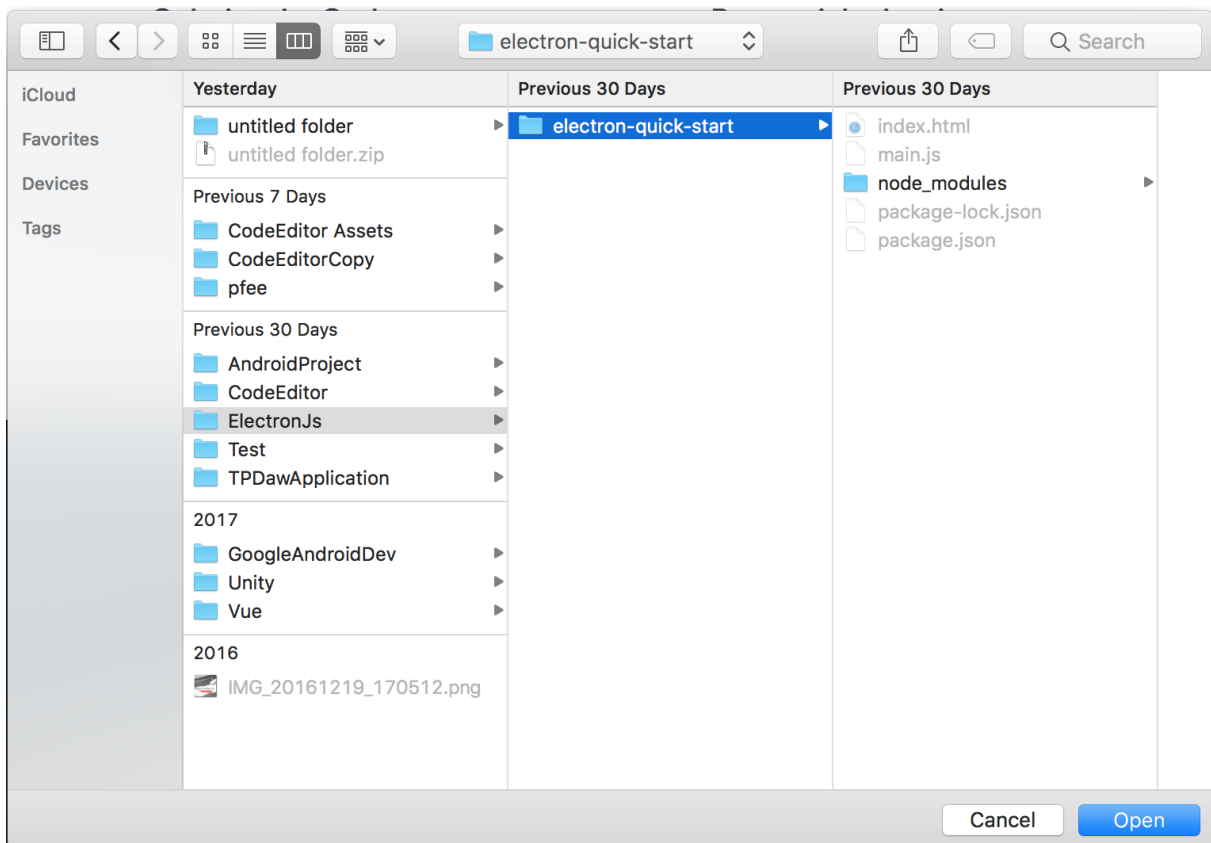 electron-quick-start
Search
iCloud
Favorites
Devices
Tags
Yesterday
untitled folder
untitled folder.zip
Previous 7 Days
CodeEditor Assets
CodeEditorCopy
pfee
Previous 30 Days
AndroidProject
CodeEditor
ElectronJs
Test
TPDawApplication
2017
GoogleAndroidDev
Unity
Vue
2016
IMG_20161219_170512.png
Previous 30 Days
electron-quick-start
Previous 30 Days
index.html
main.js
node_modules
package-lock.json
package.json
Cancel
Open